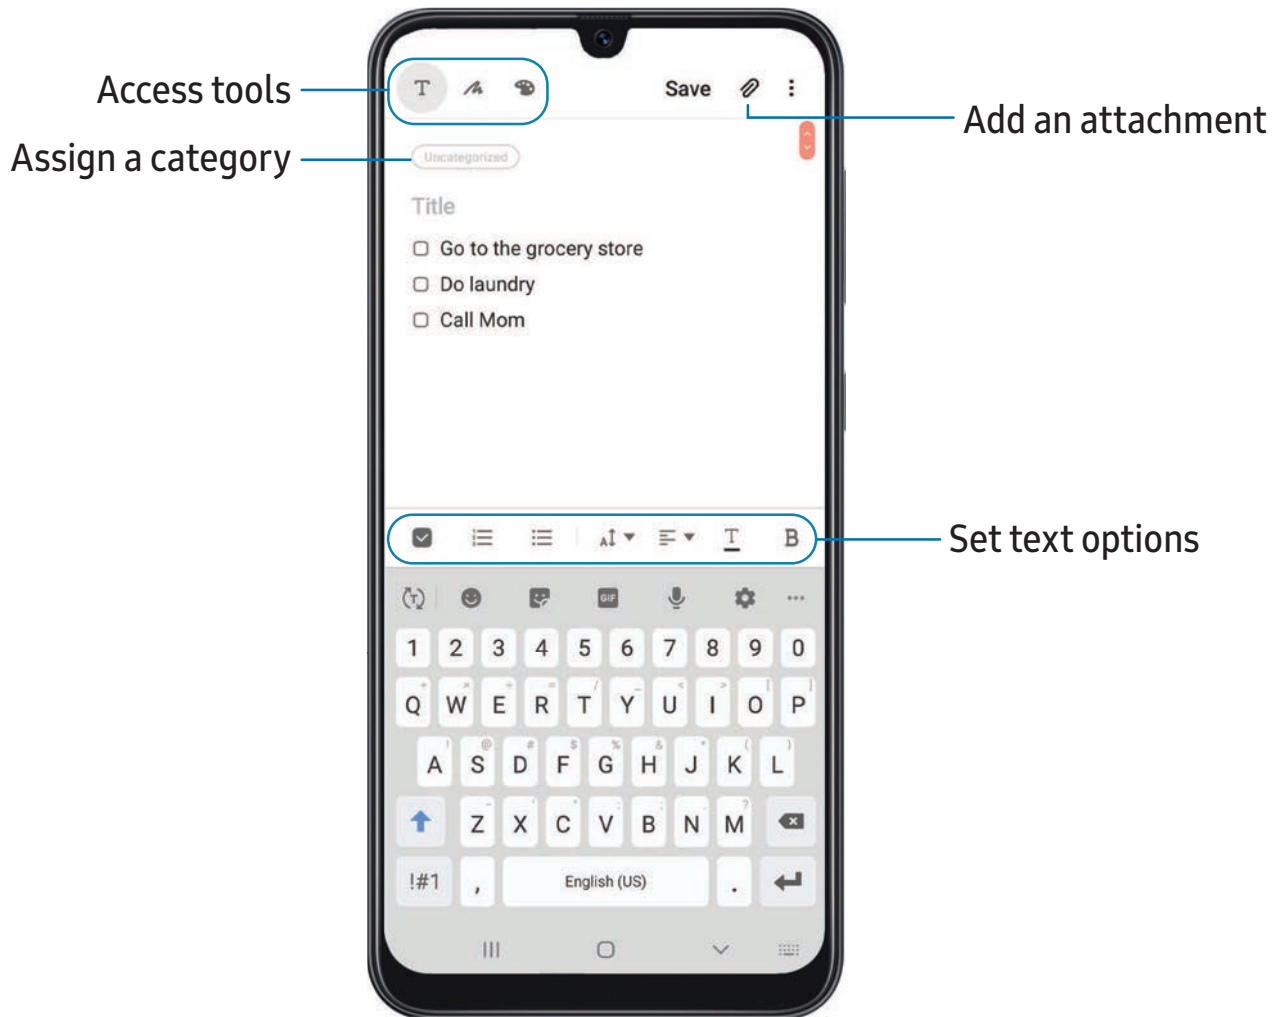 Access tools
T
Save
Add an attachment
Assign a category
Uncategorized
Title
Go to the grocery store
Do laundry
Call Mom
A T B
Set text options
T GIF
1 2 3 4 5 6 7 8 9 0
Q W E R T Y U I O P
A S D F G H J K L
Z X C V B N M
!#1 , English (US) .